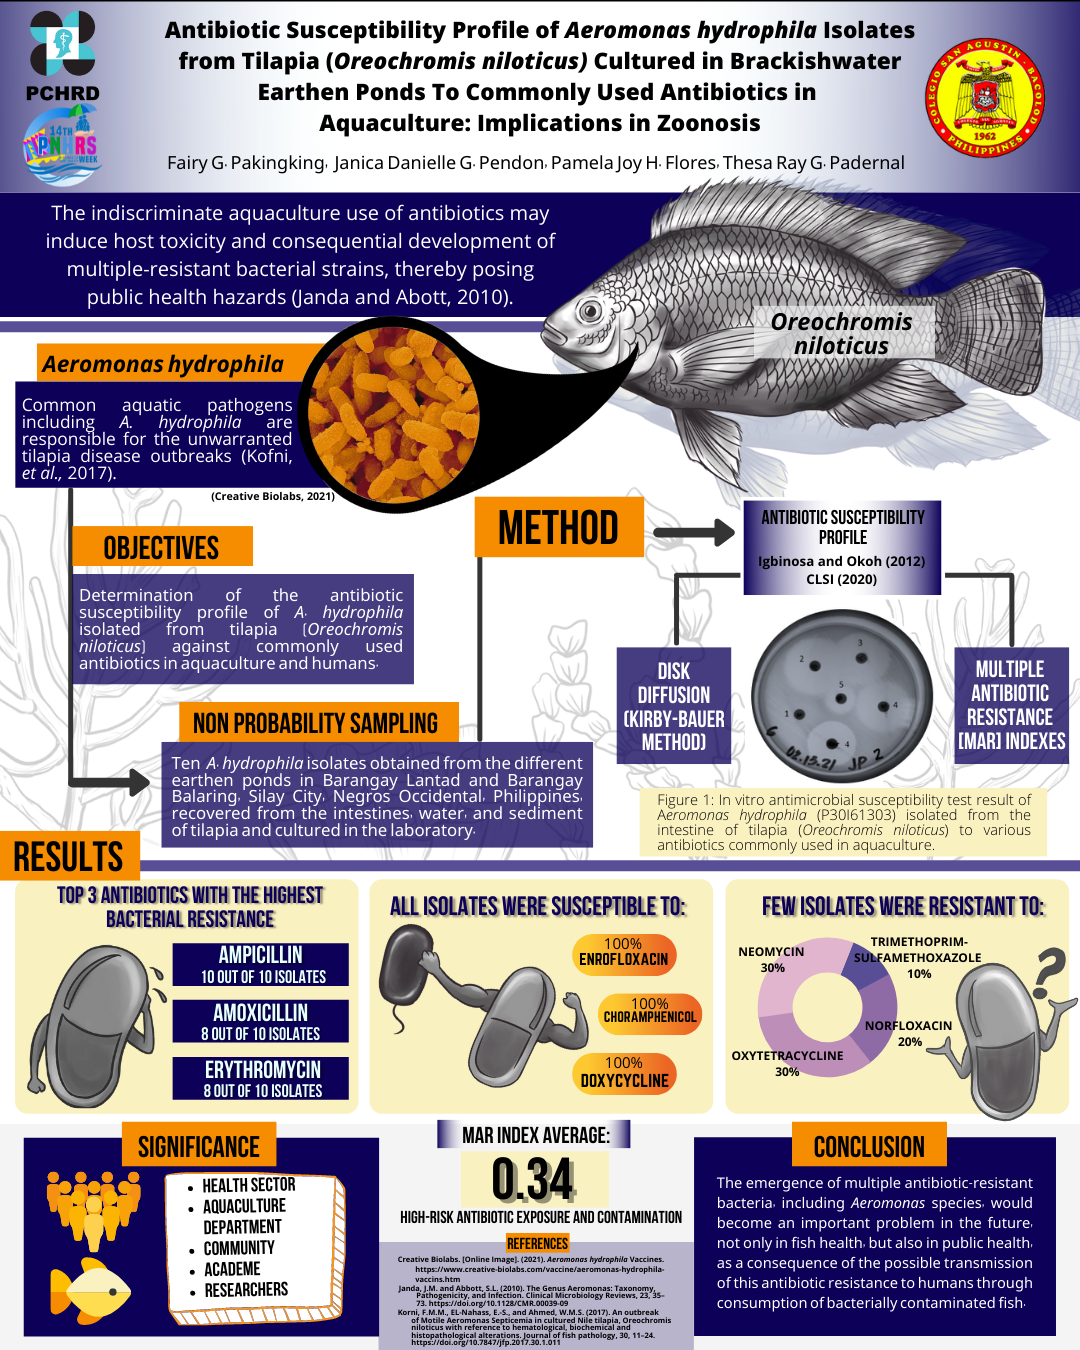 PCHRD
14TH
PNHRS
WEEK
Antibiotic Susceptibility Profile of Aeromonas hydrophila Isolates
from Tilapia (Oreochromis niloticus) Cultured in Brackishwater
Earthen Ponds To Commonly Used Antibiotics in
Aquaculture: Implications in Zoonosis
Fairy G. Pakingking, Janica Danielle G. Pendon, Pamela Joy H. Flores, Thesa Ray G. Padernal
COLEGIO SAN AGUSTIN - BACOLOD
1962
PHILIPPINES
The indiscriminate aquaculture use of antibiotics may
induce host toxicity and consequential development of
multiple-resistant bacterial strains, thereby posing
public health hazards (Janda and Abott, 2010).
Oreochromis
niloticus
Aeromonas hydrophila
Common aquatic pathogens
including A. hydrophila are
responsible for the unwarranted
tilapia disease outbreaks (Kofni,
et al., 2017).
(Creative Biolabs, 2021)
OBJECTIVES
Determination of the antibiotic
susceptibility profile of A. hydrophila
isolated from tilapia (Oreochromis
niloticus) against commonly used
antibiotics in aquaculture and humans.
NON PROBABILITY SAMPLING
Ten A. hydrophila isolates obtained from the different
earthen ponds in Barangay Lantad and Barangay
Balaring, Silay City, Negros Occidental, Philippines,
recovered from the intestines, water, and sediment
of tilapia and cultured in the laboratory.
METHOD
ANTIBIOTIC SUSCEPTIBILITY
PROFILE
Igbinosa and Okoh (2012)
CLSI (2020)
DISK
DIFFUSION
(KIRBY-BAUER
METHOD)
2
3
5
1
4
4
6
02.15.21 JP 2
MULTIPLE
ANTIBIOTIC
RESISTANCE
[MAR] INDEXES
Figure 1: In vitro antimicrobial susceptibility test result of
Aeromonas hydrophila (P30I61303) isolated from the
intestine of tilapia (Oreochromis niloticus) to various
antibiotics commonly used in aquaculture.
RESULTS
TOP 3 ANTIBIOTICS WITH THE HIGHEST
BACTERIAL RESISTANCE
AMPICILLIN
10 OUT OF 10 ISOLATES
AMOXICILLIN
8 OUT OF 10 ISOLATES
ERYTHROMYCIN
8 OUT OF 10 ISOLATES
ALL ISOLATES WERE SUSCEPTIBLE TO:
100%
ENROFLOXACIN
100%
CHORAMPHENICOL
100%
DOXYCYCLINE
FEW ISOLATES WERE RESISTANT TO:
NEOMYCIN
30%
TRIMETHOPRIM-
SULFAMETHOXAZOLE
10%
NORFLOXACIN
20%
OXYTETRACYCLINE
30%
?
SIGNIFICANCE
• HEALTH SECTOR
• AQUACULTURE
DEPARTMENT
• COMMUNITY
• ACADEME
• RESEARCHERS
MAR INDEX AVERAGE:
0.34
HIGH-RISK ANTIBIOTIC EXPOSURE AND CONTAMINATION
REFERENCES
Creative Biolabs. [Online Image]. (2021). Aeromonas hydrophila Vaccines.
https://www.creative-biolabs.com/vaccine/aeromonas-hydrophila-
vaccins.htm
Janda, J.M. and Abbott, S.L. (2010). The Genus Aeromonas: Taxonomy,
Pathogenicity, and Infection. Clinical Microbiology Reviews, 23, 35–
73. https://doi.org/10.1128/CMR.00039-09
Korni, F.M.M., EL-Nahass, E.-S., and Ahmed, W.M.S. (2017). An outbreak
of Motile Aeromonas Septicemia in cultured Nile tilapia, Oreochromis
niloticus with reference to hematological, biochemical and
histopathological alterations. Journal of fish pathology, 30, 11–24.
https://doi.org/10.7847/jfp.2017.30.1.011
CONCLUSION
The emergence of multiple antibiotic-resistant
bacteria, including Aeromonas species, would
become an important problem in the future,
not only in fish health, but also in public health,
as a consequence of the possible transmission
of this antibiotic resistance to humans through
consumption of bacterially contaminated fish.